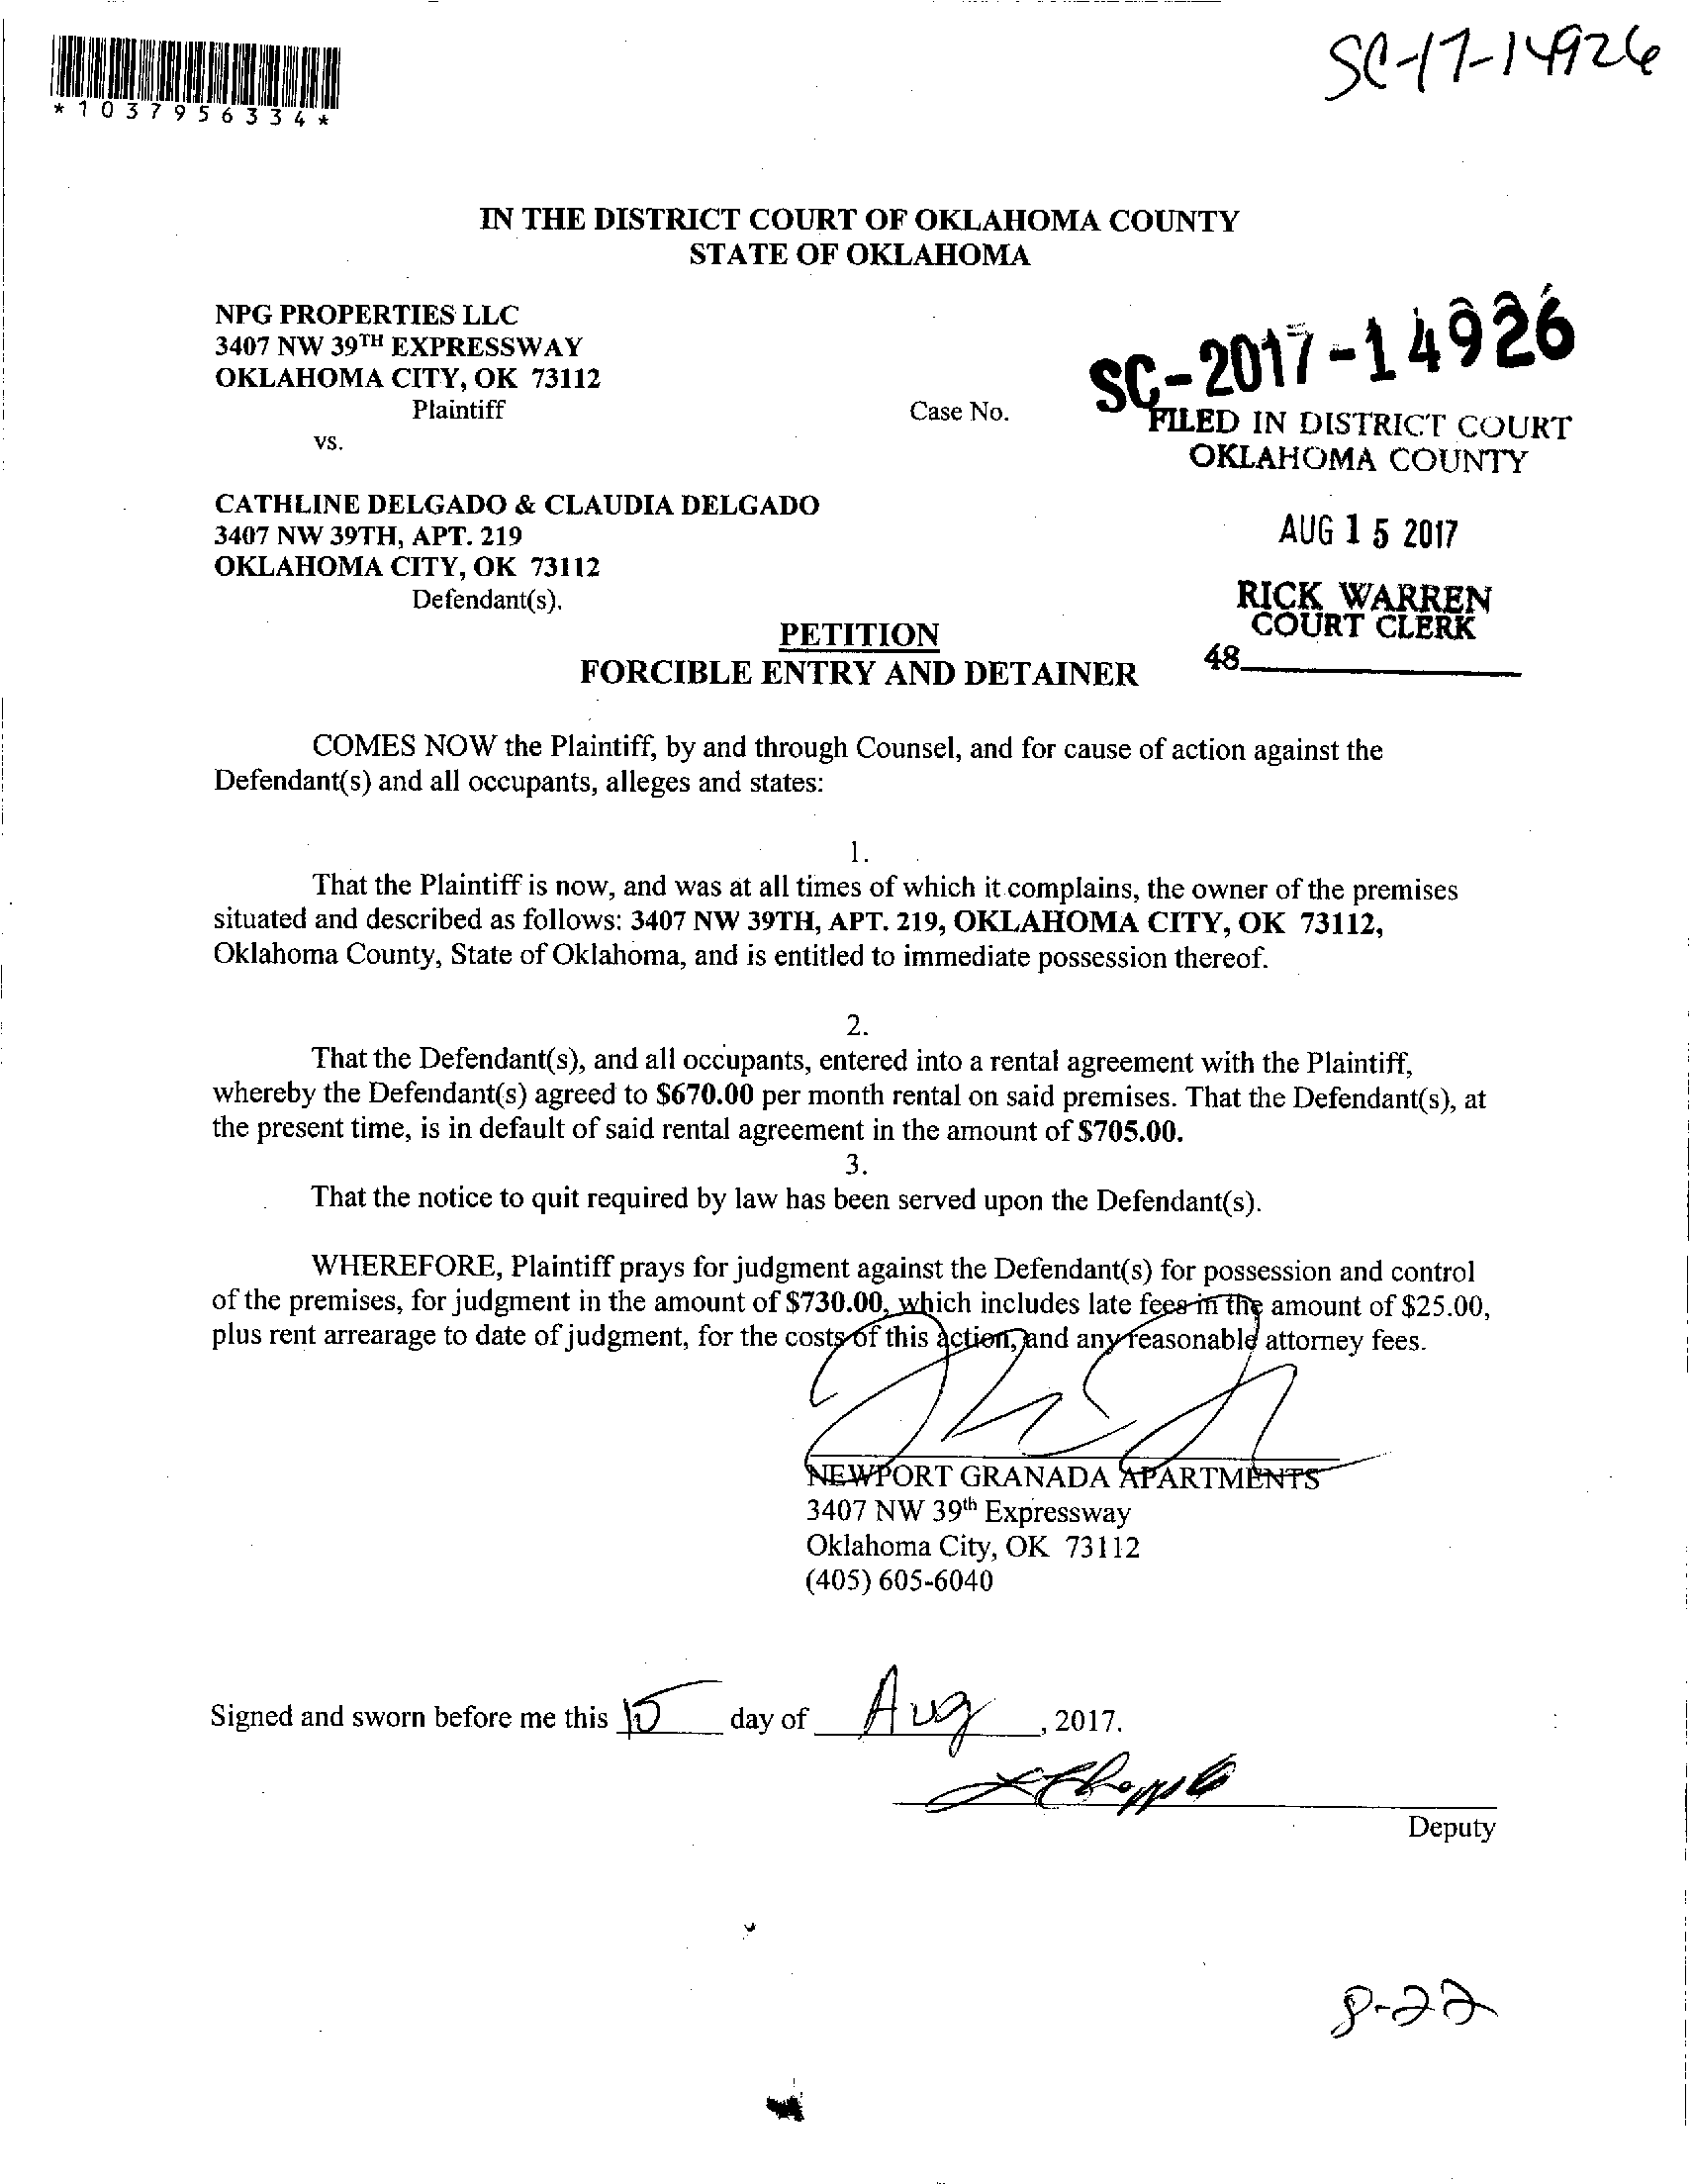 SC-17-14926
*1037956334*
IN THE DISTRICT COURT OF OKLAHOMA COUNTY
STATE OF OKLAHOMA
NPG PROPERTIES LLC
3407 NW 39TH EXPRESSWAY
OKLAHOMA CITY, OK 73112
Plaintiff
vs.
Case No.
SC-2017-14926
FILED IN DISTRICT COURT
OKLAHOMA COUNTY
AUG 15 2017
RICK WARREN
COURT CLERK
48
CATHLINE DELGADO & CLAUDIA DELGADO
3407 NW 39TH, APT. 219
OKLAHOMA CITY, OK 73112
Defendant(s).
PETITION
FORCIBLE ENTRY AND DETAINER
COMES NOW the Plaintiff, by and through Counsel, and for cause of action against the
Defendant(s) and all occupants, alleges and states:
1.
That the Plaintiff is now, and was at all times of which it complains, the owner of the premises
situated and described as follows: 3407 NW 39TH, APT. 219, OKLAHOMA CITY, OK 73112,
Oklahoma County, State of Oklahoma, and is entitled to immediate possession thereof.
2.
That the Defendant(s), and all occupants, entered into a rental agreement with the Plaintiff,
whereby the Defendant(s) agreed to $670.00 per month rental on said premises. That the Defendant(s), at
the present time, is in default of said rental agreement in the amount of $705.00.
3.
That the notice to quit required by law has been served upon the Defendant(s).
WHEREFORE, Plaintiff prays for judgment against the Defendant(s) for possession and control
of the premises, for judgment in the amount of $730.00, which includes late fees in the amount of $25.00,
plus rent arrearage to date of judgment, for the costs of this action, and any reasonable attorney fees.
NEWPORT GRANADA APARTMENTS
3407 NW 39th Expressway
Oklahoma City, OK 73112
(405) 605-6040
Signed and sworn before me this 15 day of Aug, 2017.
Deputy
8-22